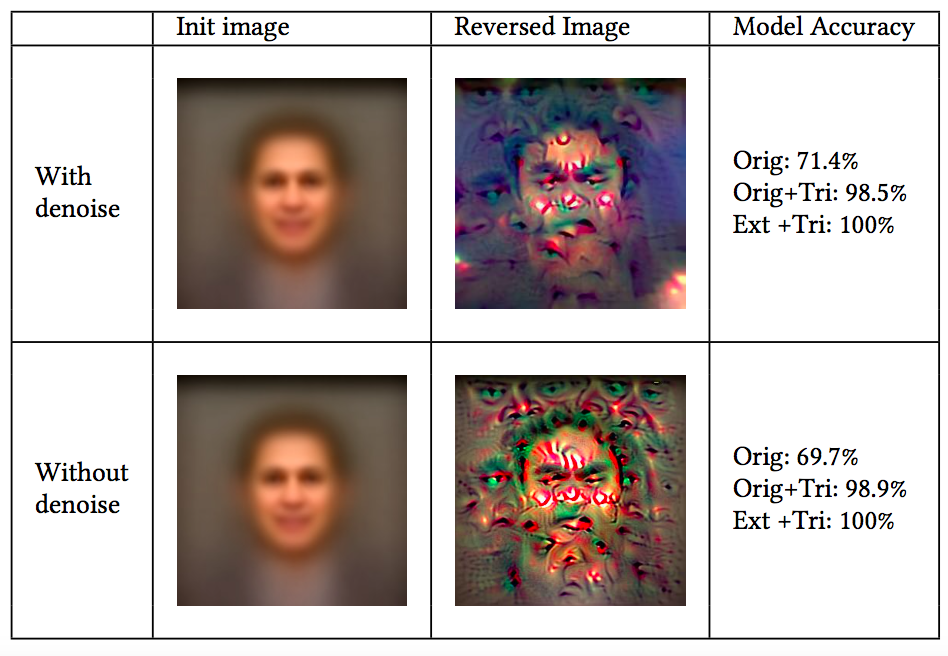 Init image
Reversed Image
Model Accuracy
With
denoise
Orig: 71.4%
Orig+Tri: 98.5%
Ext +Tri: 100%
Without
denoise
Orig: 69.7%
Orig+Tri: 98.9%
Ext +Tri: 100%